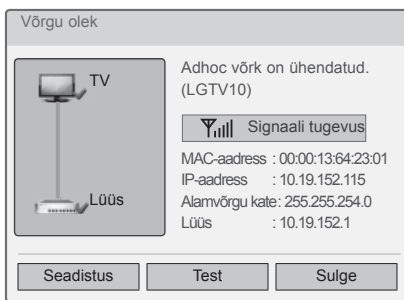 Võrgu olek
TV
Lüüs
Adhoc võrk on ühendatud.
(LGTV10)
Signaali tugevus
MAC-aadress : 00:00:13:64:23:01
IP-aadress : 10.19.152.115
Alamvõrgu kate: 255.255.254.0
Lüüs : 10.19.152.1
Seadistus
Test
Sulge